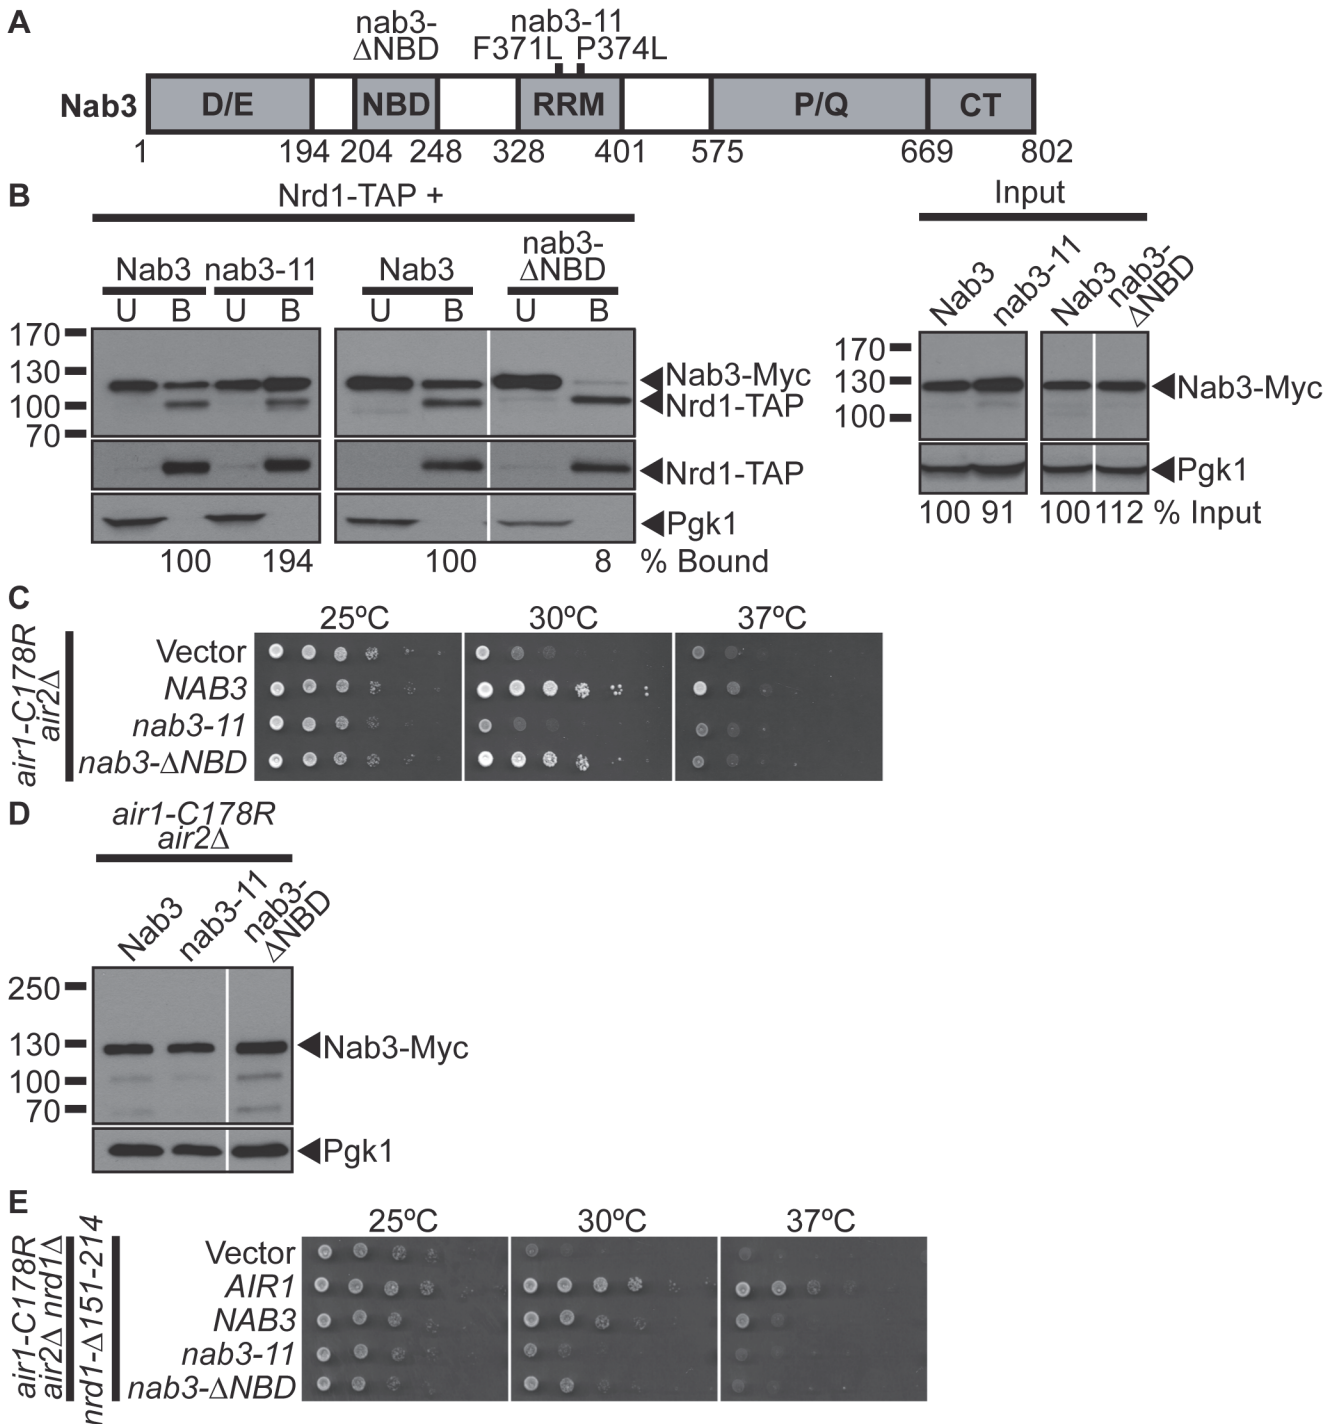 A
nab3-
ΔNBD
nab3-11
F371L P374L
Nab3 D/E NBD RRM P/Q CT
1 194 204 248 328 401 575 669 802
B
Nrd1-TAP +
Nab3 nab3-11 Nab3 nab3-
ΔNBD
U B U B U B U B
170
130
100
70
Nab3-Myc
Nrd1-TAP
Nrd1-TAP
Pgk1
100 194 100 8 % Bound
Input
Nab3 nab3-11 Nab3 nab3-
ΔNBD
170
130
100
Nab3-Myc
Pgk1
100 91 100 112 % Input
C
25ºC 30ºC 37ºC
air1-C178R
air2Δ
Vector
NAB3
nab3-11
nab3-ΔNBD
D
air1-C178R
air2Δ
Nab3 nab3-11 nab3-
ΔNBD
250
130
100
70
Nab3-Myc
Pgk1
E
25ºC 30ºC 37ºC
air1-C178R
air2Δ nrd1Δ
nrd1-Δ151-214
Vector
AIR1
NAB3
nab3-11
nab3-ΔNBD